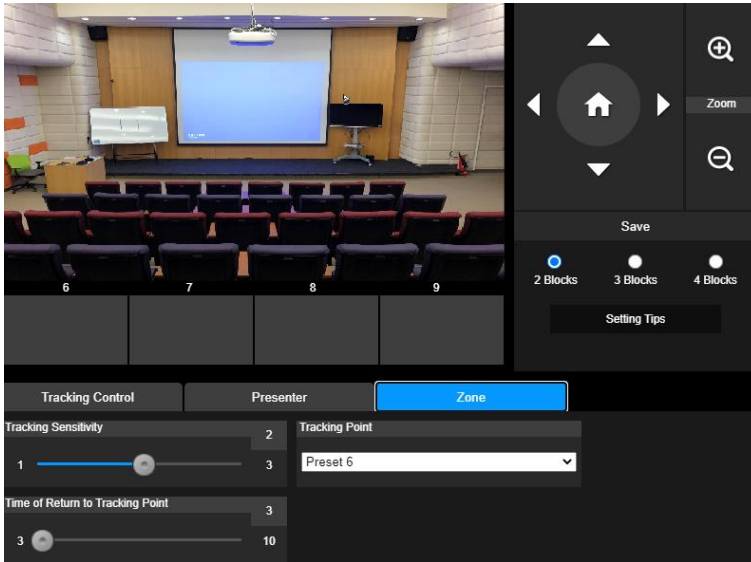 Zoom
Save
2 Blocks 3 Blocks 4 Blocks
Setting Tips
6 7 8 9
Tracking Control Presenter Zone
Tracking Sensitivity 2
1 3
Tracking Point
Preset 6
Time of Return to Tracking Point 3
3 10